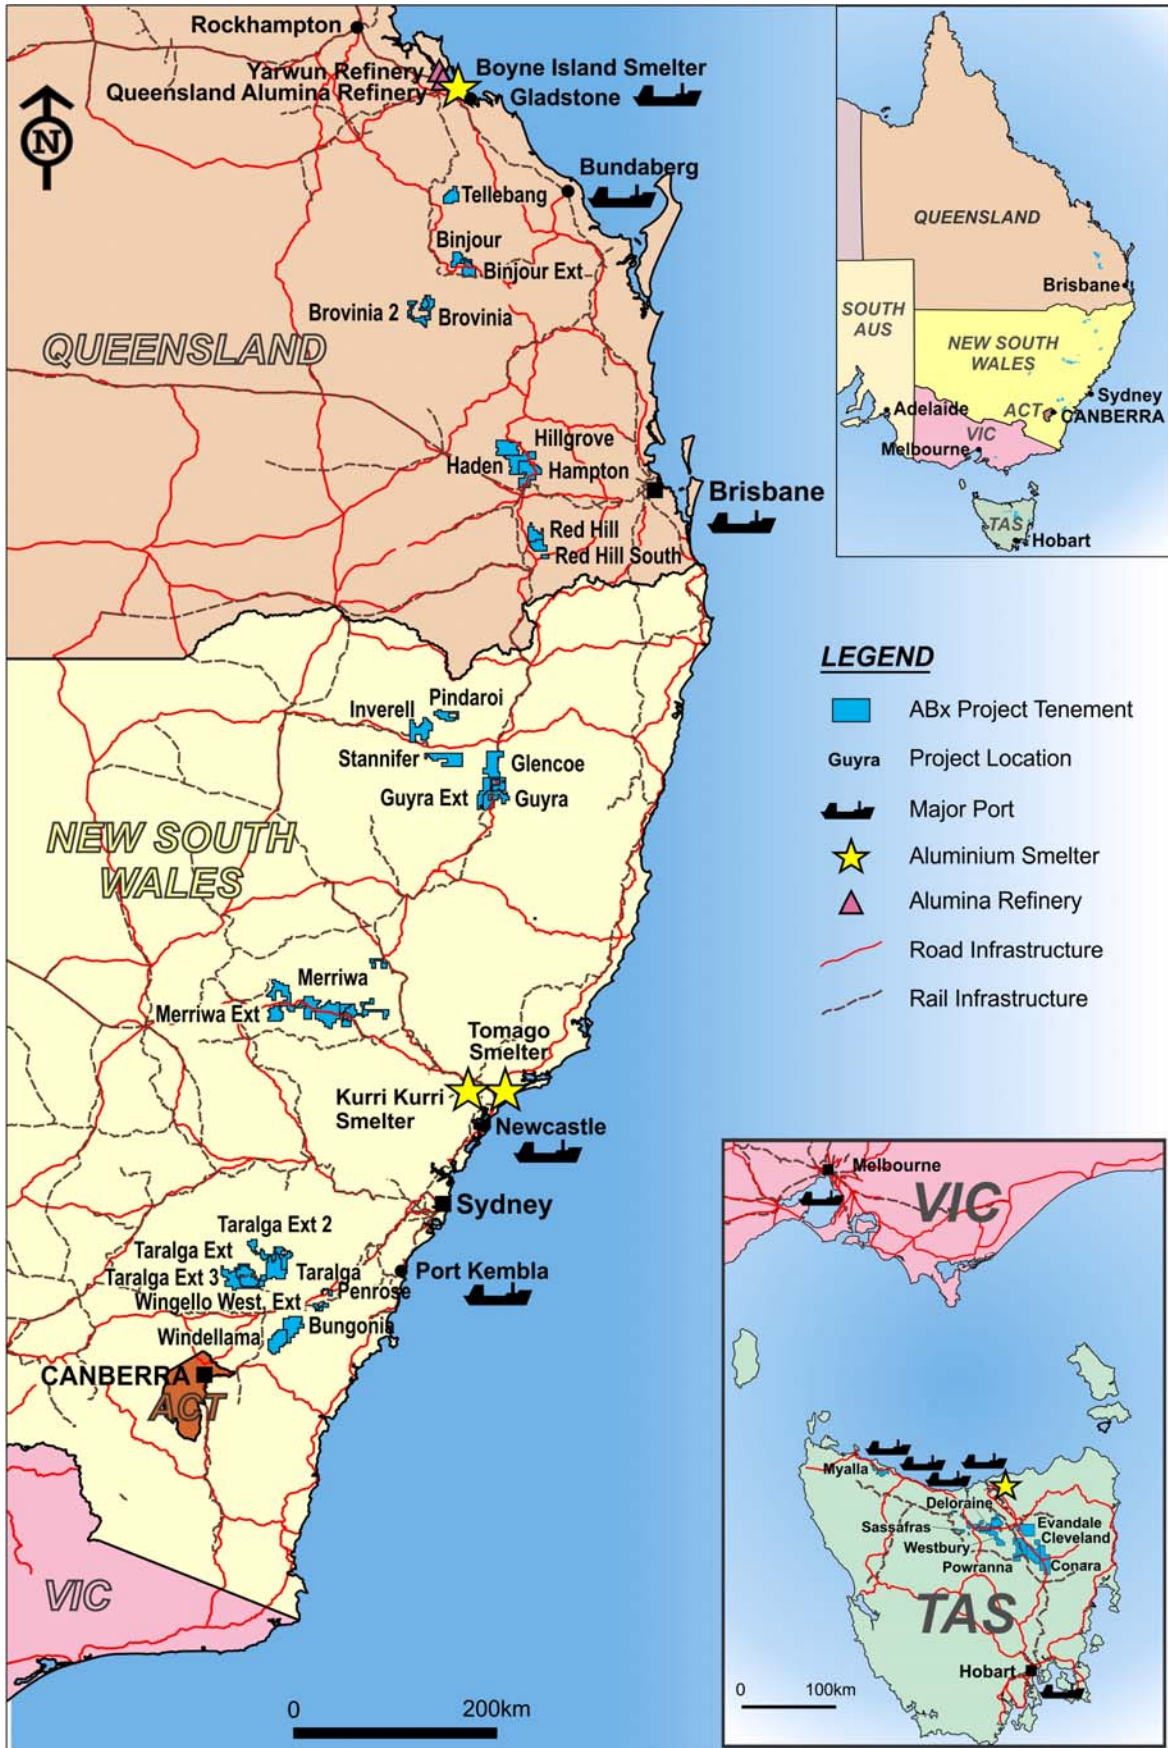 Rockhampton
Yarwun Refinery
Queensland Alumina Refinery
Boyne Island Smelter
Gladstone
N
Bundaberg
Tellebang
Binjour
Binjour Ext
Brovinia 2
Brovinia
QUEENSLAND
Hillgrove
Haden
Hampton
Brisbane
Red Hill
Red Hill South
Pindaroi
Inverell
Stannifer
Glencoe
Guyra Ext
Guyra
NEW SOUTH
WALES
Merriwa
Merriwa Ext
Tomago
Smelter
Kurri Kurri
Smelter
Newcastle
Sydney
Taralga Ext 2
Taralga Ext
Taralga Ext 3
Taralga
Penrose
Wingello West, Ext
Port Kembla
Bungonia
Windellama
CANBERRA
ACT
VIC
0
200km
QUEENSLAND
Brisbane
SOUTH
AUS
NEW SOUTH
WALES
Sydney
ACT
CANBERRA
Adelaide
VIC
Melbourne
TAS
Hobart
LEGEND
ABx Project Tenement
Guyra Project Location
Major Port
Aluminium Smelter
Alumina Refinery
Road Infrastructure
Rail Infrastructure
Melbourne
VIC
Myalla
Deloraine
Sassafras
Evandale
Cleveland
Westbury
Powranna
Conara
TAS
Hobart
0
100km